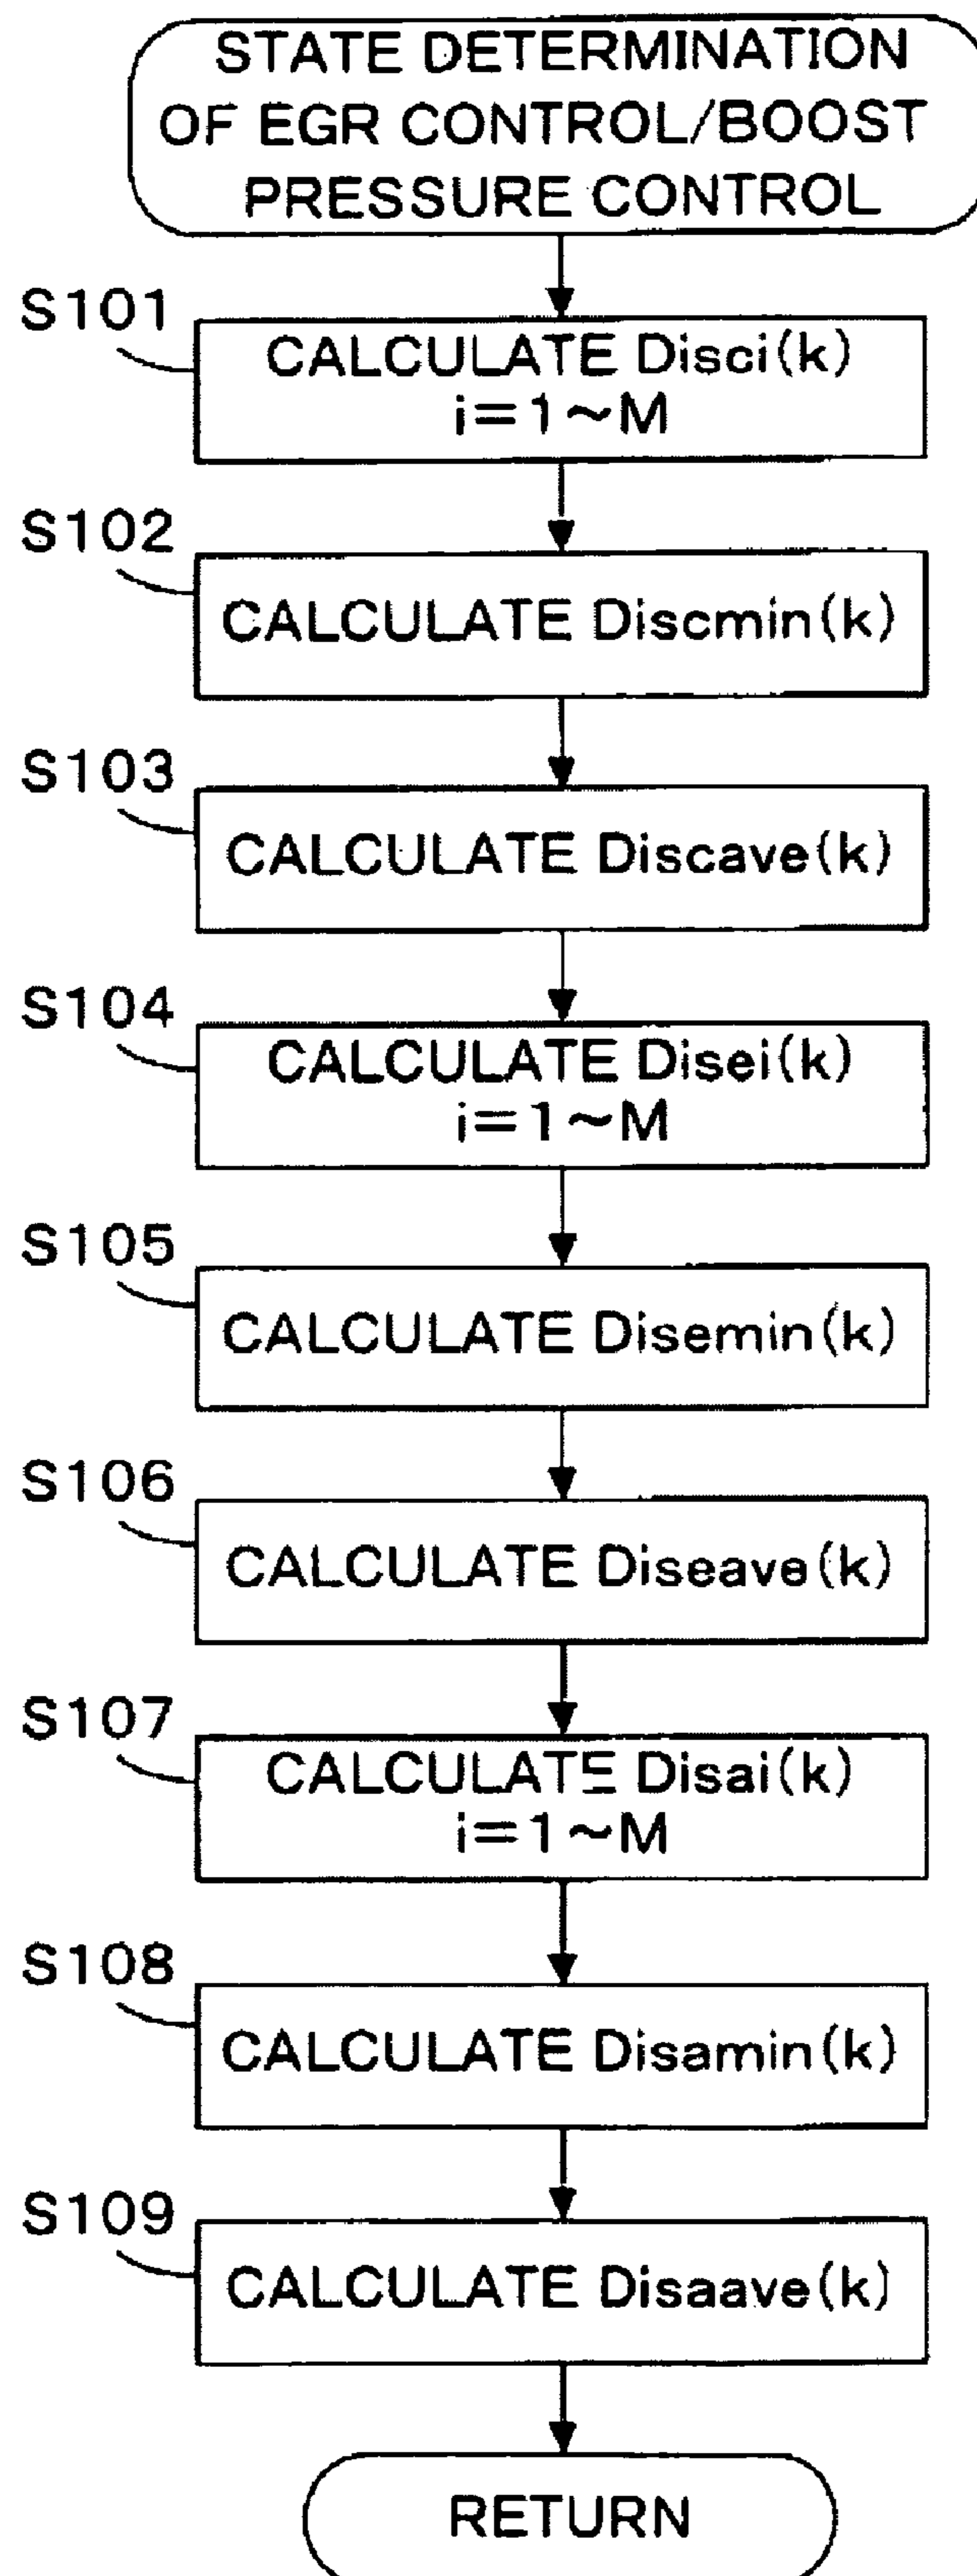 STATE DETERMINATION
OF EGR CONTROL/BOOST
PRESSURE CONTROL
S101
CALCULATE Disci(k)
i=1~M
S102
CALCULATE Discmin(k)
S103
CALCULATE Discave(k)
S104
CALCULATE Disei(k)
i=1~M
S105
CALCULATE Disemin(k)
S106
CALCULATE Diseave(k)
S107
CALCULATE Disai(k)
i=1~M
S108
CALCULATE Disamin(k)
S109
CALCULATE Disaave(k)
RETURN